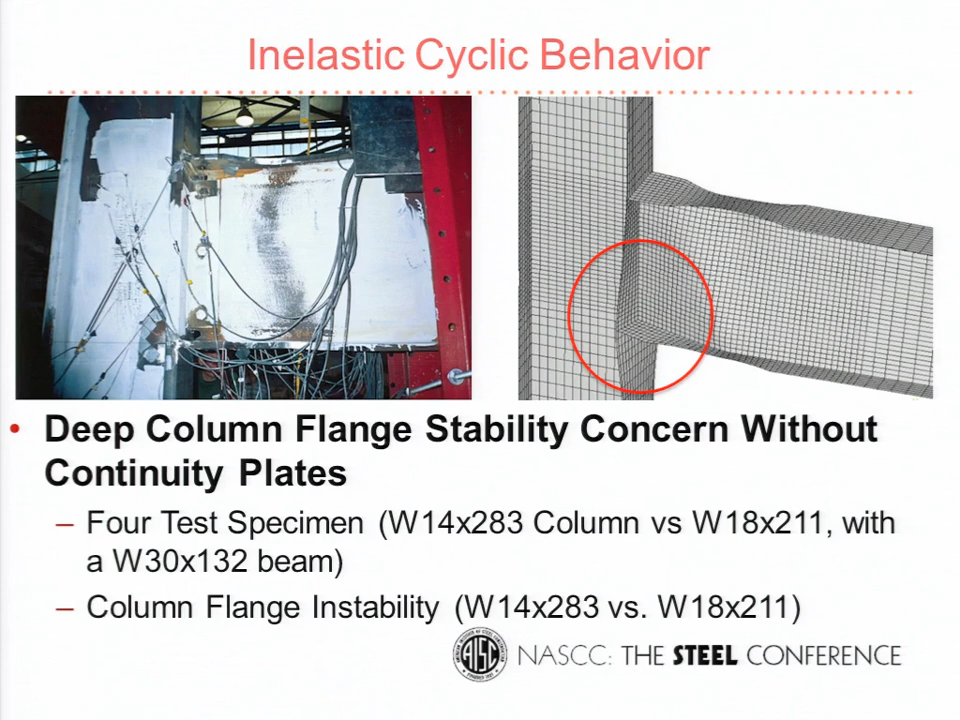 Inelastic Cyclic Behavior
• Deep Column Flange Stability Concern Without
Continuity Plates
– Four Test Specimen (W14x283 Column vs W18x211, with
a W30x132 beam)
– Column Flange Instability (W14x283 vs. W18x211)
AISC
NASCC: THE STEEL CONFERENCE